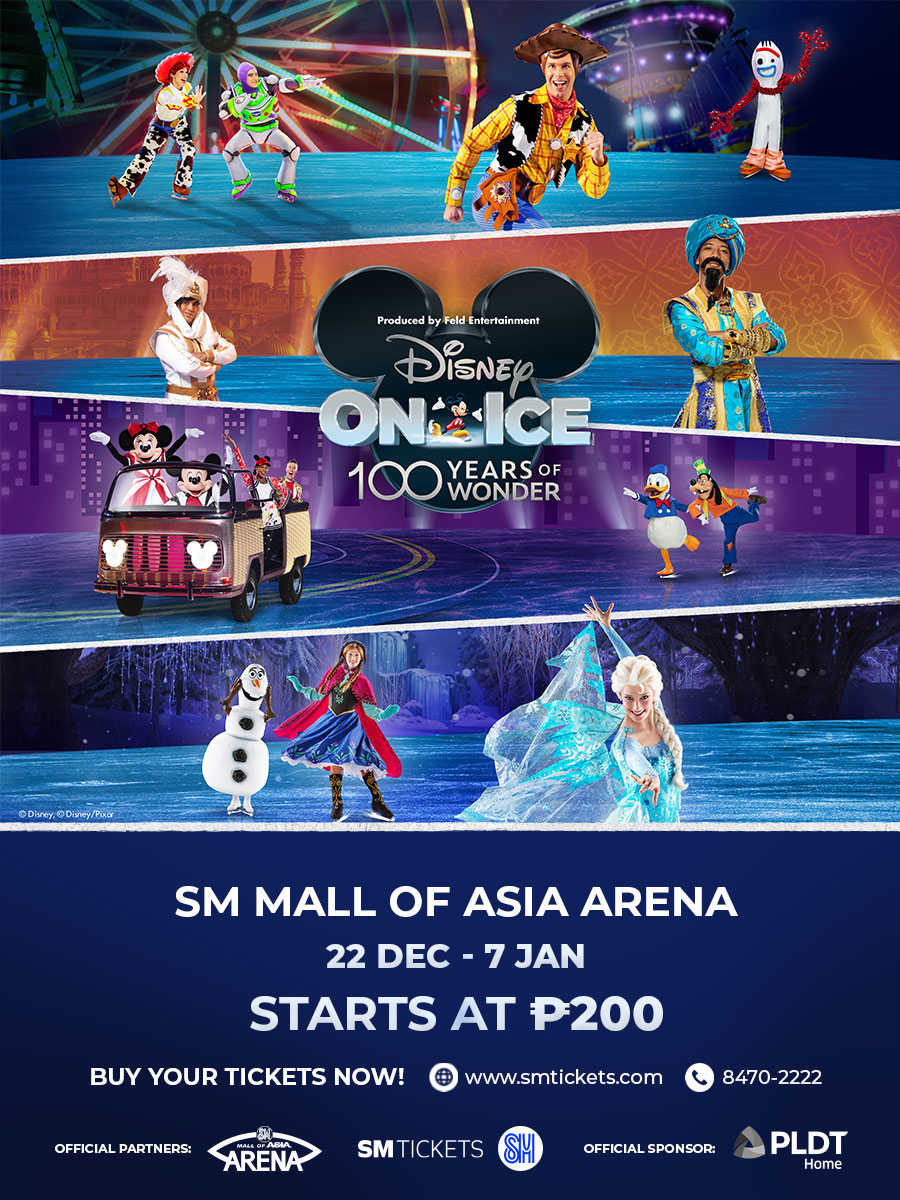 Produced by Feld Entertainment
Disney
ON ICE
100 YEARS OF
WONDER
© Disney, © Disney/Pixar
SM MALL OF ASIA ARENA
22 DEC - 7 JAN
STARTS AT ₱200
BUY YOUR TICKETS NOW! www.smtickets.com 8470-2222
OFFICIAL PARTNERS: SM MALL OF ASIA ARENA SM TICKETS SM OFFICIAL SPONSOR: PLDT Home